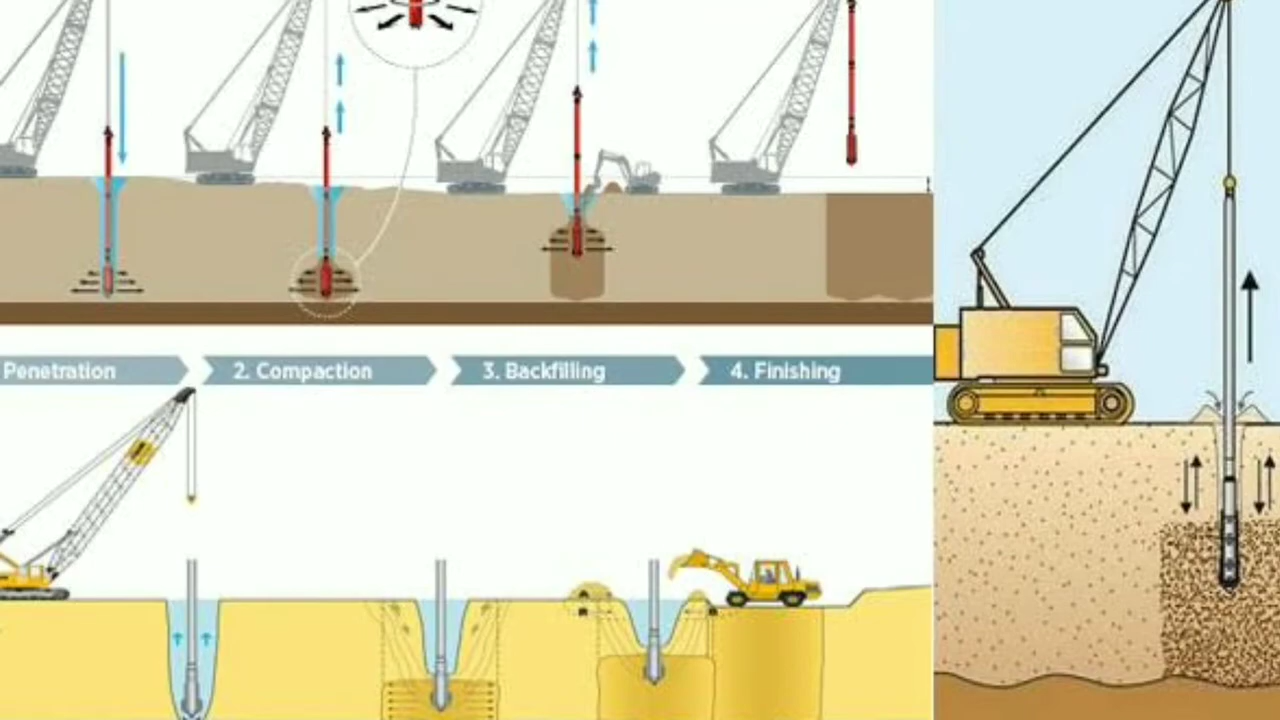 Penetration
2. Compaction
3. Backfilling
4. Finishing